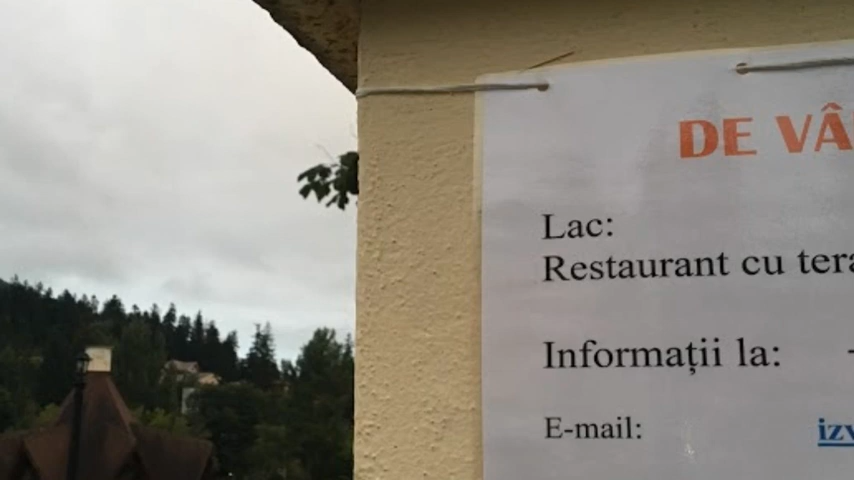 DE VÂ
Lac:
Restaurant cu tera
Informații la:
E-mail: izv